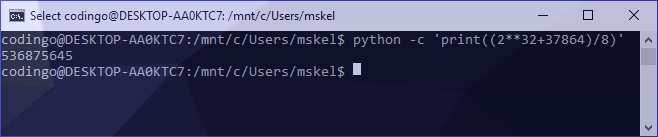 Select codingo@DESKTOP-AA0KTC7: /mnt/c/Users/mskel
codingo@DESKTOP-AA0KTC7:/mnt/c/Users/mskel$ python -c 'print((2**32+37864)/8)'
536875645
codingo@DESKTOP-AA0KTC7:/mnt/c/Users/mskel$